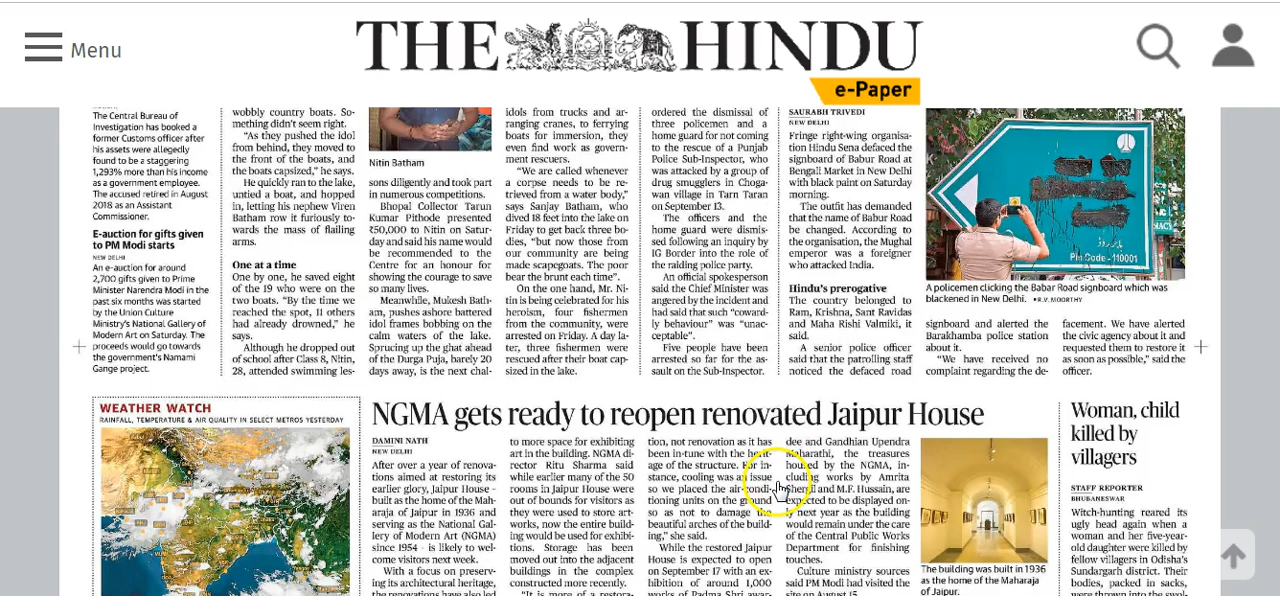 Menu
THE HINDU
e-Paper
The Central Bureau of
Investigation has booked a
former Customs officer after
his assets were allegedly
found to be a staggering
1,293% more than his income
as a government employee.
The accused retired in August
2018 as an Assistant
Commissioner.
E-auction for gifts given
to PM Modi starts
NEW DELHI
An e-auction for around
2,700 gifts given to Prime
Minister Narendra Modi in the
past six months was started
by the Union Culture
Ministry's National Gallery of
Modern Art on Saturday. The
proceeds would go towards
the government's Namami
Gange project.
wobbly country boats. So-
mething didn't seem right.
"As they pushed the idol
from behind, they moved to
the front of the boats, and
the boats capsized," he says.
He quickly ran to the lake,
untied a boat, and hopped
in, letting his nephew Viren
Batham row it furiously to-
wards the mass of flailing
arms.
One at a time
One by one, he saved eight
of the 19 who were on the
two boats. "By the time we
reached the spot, 11 others
had already drowned," he
says.
Although he dropped out
of school after Class 8, Nitin,
28, attended swimming les-
Nitin Batham
sons diligently and took part
in numerous competitions.
Bhopal Collector Tarun
Kumar Pithode presented
₹50,000 to Nitin on Satur-
day and said his name would
be recommended to the
Centre for an honour for
showing the courage to save
so many lives.
Meanwhile, Mukesh Bath-
am, pushes ashore battered
idol frames bobbing on the
calm waters of the lake.
Sprucing up the ghat ahead
of the Durga Puja, barely 20
days away, is the next chal-
idols from trucks and ar-
ranging cranes, to ferrying
boats for immersion, they
even find work as govern-
ment rescuers.
"We are called whenever
a corpse needs to be re-
trieved from a water body,"
says Sanjay Batham, who
dived 18 feet into the lake on
Friday to get back three bo-
dies, "but now those from
our community are being
made scapegoats. The poor
bear the brunt each time".
On the one hand, Mr. Ni-
tin is being celebrated for his
heroism, four fishermen
from the community, were
arrested on Friday. A day la-
ter, three fishermen were
rescued after their boat cap-
sized in the lake.
ordered the dismissal of
three policemen and a
home guard for not coming
to the rescue of a Punjab
Police Sub-Inspector, who
was attacked by a group of
drug smugglers in Choga-
wan village in Tarn Taran
on September 13.
The officers and the
home guard were dismis-
sed following an inquiry by
IG Border into the role of
the raiding police party.
An official spokesperson
said the Chief Minister was
angered by the incident and
had said that such "coward-
ly behaviour" was "unac-
ceptable".
Five people have been
arrested so far for the as-
sault on the Sub-Inspector.
SAURABH TRIVEDI
NEW DELHI
Fringe right-wing organisa-
tion Hindu Sena defaced the
signboard of Babur Road at
Bengali Market in New Delhi
with black paint on Saturday
morning.
The outfit has demanded
that the name of Babur Road
be changed. According to
the organisation, the Mughal
emperor was a foreigner
who attacked India.
Hindu's prerogative
The country belonged to
Ram, Krishna, Sant Ravidas
and Maha Rishi Valmiki, it
said.
A senior police officer
said that the patrolling staff
noticed the defaced road
Pin Code - 110001
A policemen clicking the Babar Road signboard which was
blackened in New Delhi. •R.V. MOORTHY
signboard and alerted the
Barakhamba police station
about it.
"We have received no
complaint regarding the de-
facement. We have alerted
the civic agency about it and
requested them to restore it
as soon as possible," said the
officer.
WEATHER WATCH
RAINFALL, TEMPERATURE & AIR QUALITY IN SELECT METROS YESTERDAY
NGMA gets ready to reopen renovated Jaipur House
DAMINI NATH
NEW DELHI
After over a year of renova-
tions aimed at restoring its
earlier glory, Jaipur House -
built as the home of the Mah-
araja of Jaipur in 1936 and
serving as the National Gal-
lery of Modern Art (NGMA)
since 1954 - is likely to wel-
come visitors next week.
With a focus on preserv-
ing its architectural heritage,
the renovations have also led
to more space for exhibiting
art in the building. NGMA di-
rector Ritu Sharma said
while earlier many of the 50
rooms in Jaipur House were
out of bounds for visitors as
they were used to store art-
works, now the entire build-
ing would be used for exhibi-
tions. Storage has been
moved out into the adjacent
buildings in the complex
constructed more recently.
"It is more of a restora-
tion, not renovation as it has
been in-tune with the herit-
age of the structure. For in-
stance, cooling was an issue
so we placed the air-condi-
tioning units on the ground
so as not to damage the
beautiful arches of the build-
ing," she said.
While the restored Jaipur
House is expected to open
on September 17 with an ex-
hibition of around 1,000
works of Padma Shri awar-
dee and Gandhian Upendra
Maharathi, the treasures
housed by the NGMA, in-
cluding works by Amrita
Shergil and M.F. Hussain, are
expected to be displayed on-
ly next year as the building
would remain under the care
of the Central Public Works
Department for finishing
touches.
Culture ministry sources
said PM Modi had visited the
site on August 15.
The building was built in 1936
as the home of the Maharaja
of Jaipur.
Woman, child
killed by
villagers
STAFF REPORTER
BHUBANESWAR
Witch-hunting reared its
ugly head again when a
woman and her five-year-
old daughter were killed by
fellow villagers in Odisha's
Sundargarh district. Their
bodies, packed in sacks,
were thrown into the swol-